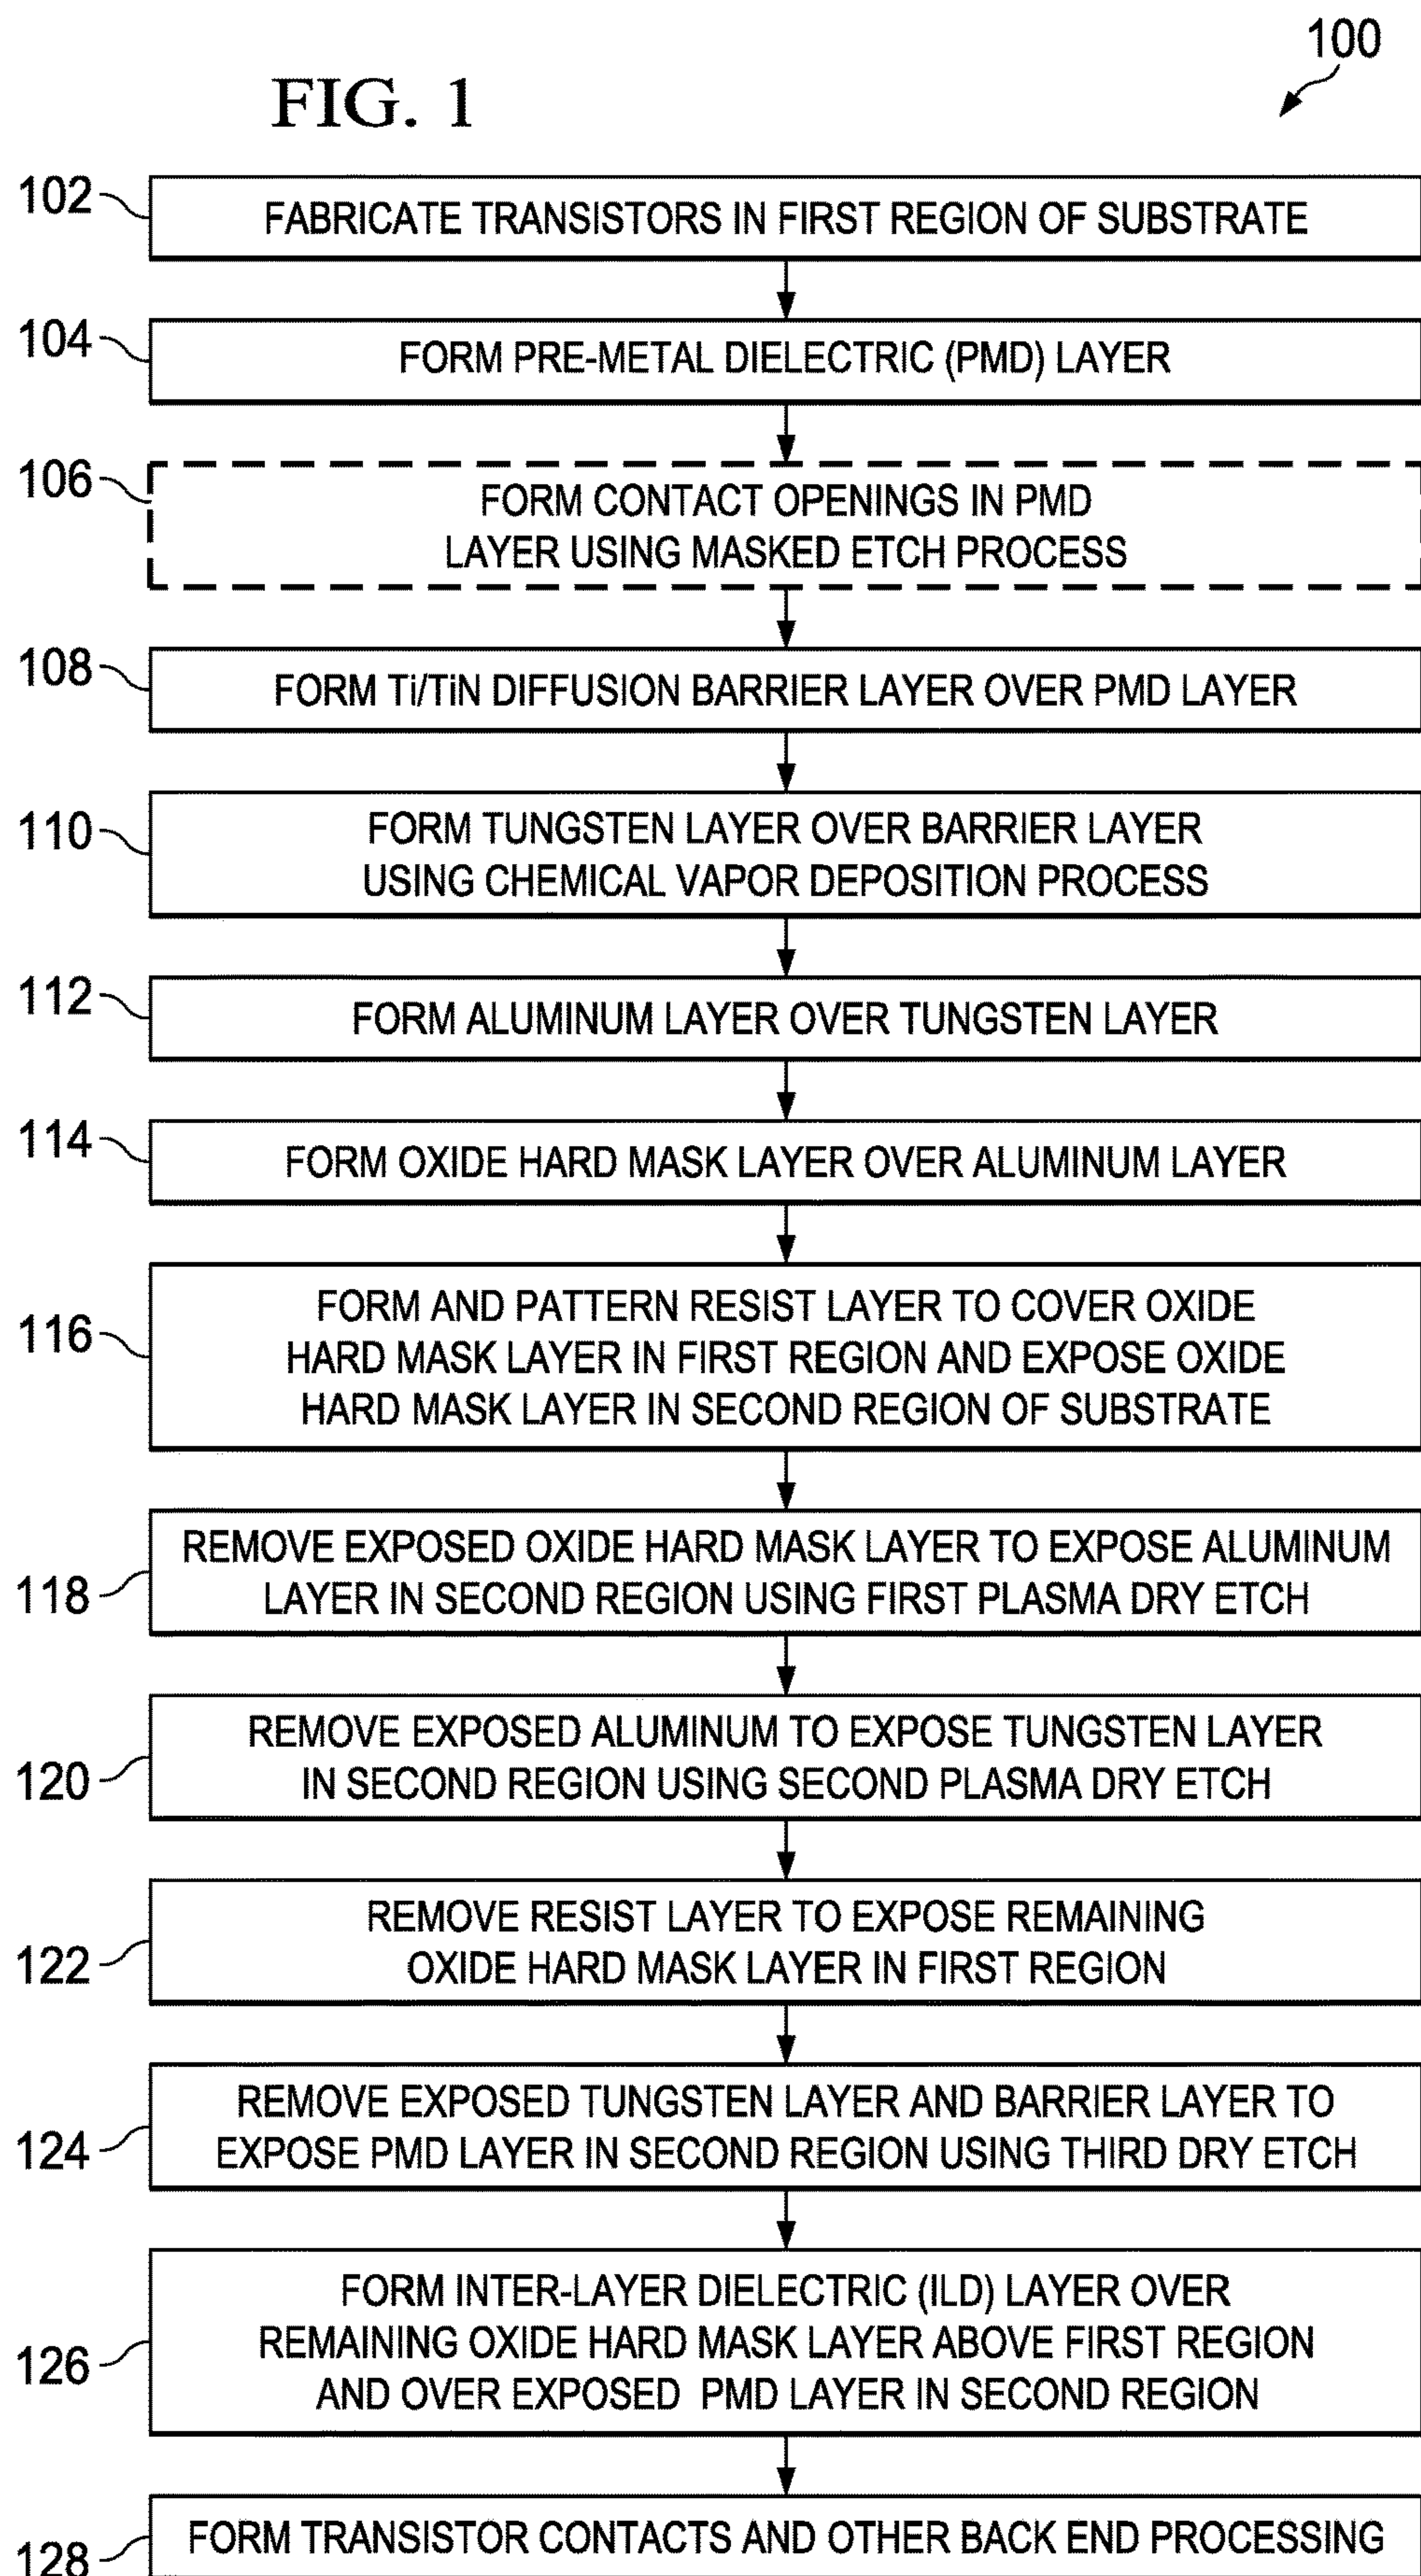 100
FIG. 1
102
FABRICATE TRANSISTORS IN FIRST REGION OF SUBSTRATE
104
FORM PRE-METAL DIELECTRIC (PMD) LAYER
106
FORM CONTACT OPENINGS IN PMD
LAYER USING MASKED ETCH PROCESS
108
FORM Ti/TiN DIFFUSION BARRIER LAYER OVER PMD LAYER
110
FORM TUNGSTEN LAYER OVER BARRIER LAYER
USING CHEMICAL VAPOR DEPOSITION PROCESS
112
FORM ALUMINUM LAYER OVER TUNGSTEN LAYER
114
FORM OXIDE HARD MASK LAYER OVER ALUMINUM LAYER
116
FORM AND PATTERN RESIST LAYER TO COVER OXIDE
HARD MASK LAYER IN FIRST REGION AND EXPOSE OXIDE
HARD MASK LAYER IN SECOND REGION OF SUBSTRATE
118
REMOVE EXPOSED OXIDE HARD MASK LAYER TO EXPOSE ALUMINUM
LAYER IN SECOND REGION USING FIRST PLASMA DRY ETCH
120
REMOVE EXPOSED ALUMINUM TO EXPOSE TUNGSTEN LAYER
IN SECOND REGION USING SECOND PLASMA DRY ETCH
122
REMOVE RESIST LAYER TO EXPOSE REMAINING
OXIDE HARD MASK LAYER IN FIRST REGION
124
REMOVE EXPOSED TUNGSTEN LAYER AND BARRIER LAYER TO
EXPOSE PMD LAYER IN SECOND REGION USING THIRD DRY ETCH
126
FORM INTER-LAYER DIELECTRIC (ILD) LAYER OVER
REMAINING OXIDE HARD MASK LAYER ABOVE FIRST REGION
AND OVER EXPOSED PMD LAYER IN SECOND REGION
128
FORM TRANSISTOR CONTACTS AND OTHER BACK END PROCESSING